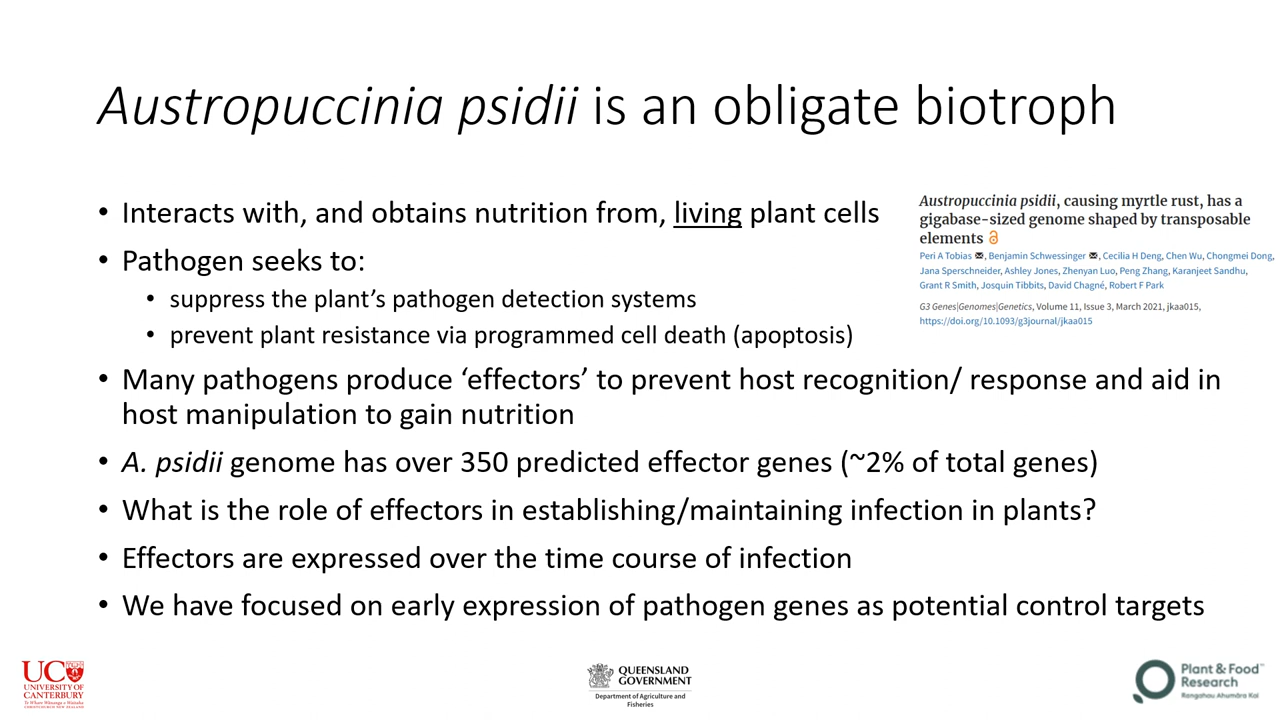 Austropuccinia psidii is an obligate biotroph
• Interacts with, and obtains nutrition from, living plant cells
• Pathogen seeks to:
• suppress the plant’s pathogen detection systems
• prevent plant resistance via programmed cell death (apoptosis)
• Many pathogens produce ‘effectors’ to prevent host recognition/ response and aid in
host manipulation to gain nutrition
• A. psidii genome has over 350 predicted effector genes (~2% of total genes)
• What is the role of effectors in establishing/maintaining infection in plants?
• Effectors are expressed over the time course of infection
• We have focused on early expression of pathogen genes as potential control targets
Austropuccinia psidii, causing myrtle rust, has a
gigabase-sized genome shaped by transposable
elements
Peri A Tobias, Benjamin Schwessinger, Cecilia H Deng, Chen Wu, Chongmei Dong,
Jana Sperschneider, Ashley Jones, Zhenyan Luo, Peng Zhang, Karanjeet Sandhu,
Grant R Smith, Josquin Tibbits, David Chagné, Robert F Park
G3 Genes|Genomes|Genetics, Volume 11, Issue 3, March 2021, jkaa015,
https://doi.org/10.1093/g3journal/jkaa015
UC
UNIVERSITY OF
CANTERBURY
Te Whare Wānanga o Waitaha
CHRISTCHURCH NEW ZEALAND
QUEENSLAND
GOVERNMENT
Department of Agriculture and
Fisheries
Plant & Food™
Research
Rangahau Ahumāra Kai